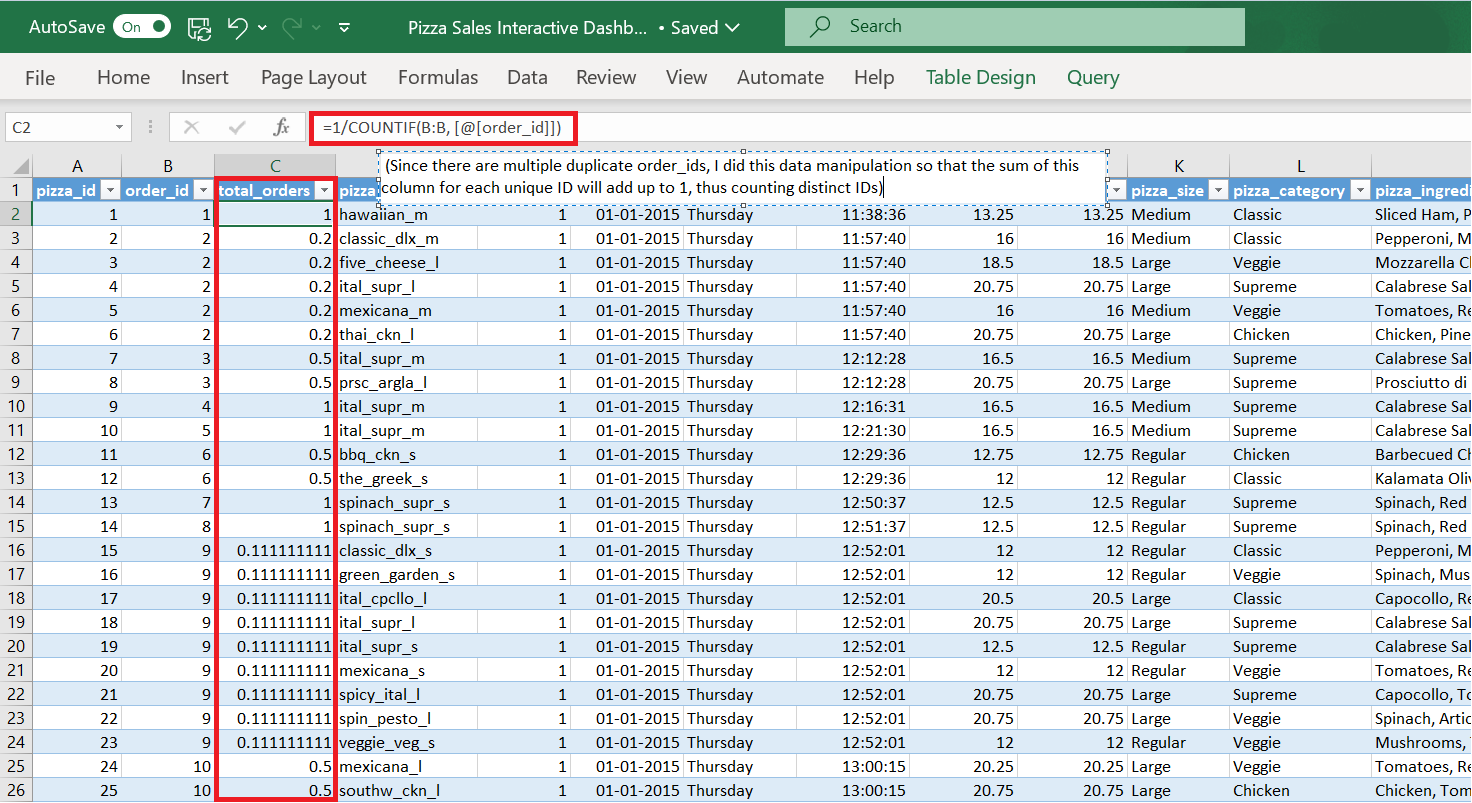 AutoSave On Pizza Sales Interactive Dashb... • Saved Search
File Home Insert Page Layout Formulas Data Review View Automate Help Table Design Query
C2 fx =1/COUNTIF(B:B, [@[order_id]])
(Since there are multiple duplicate order_ids, I did this data manipulation so that the sum of this
column for each unique ID will add up to 1, thus counting distinct IDs)
A B C K L
1 pizza_id order_id total_orders pizza pizza_size pizza_category pizza_ingredi
2 1 1 1 hawaiian_m 1 01-01-2015 Thursday 11:38:36 13.25 13.25 Medium Classic Sliced Ham, P
3 2 2 0.2 classic_dlx_m 1 01-01-2015 Thursday 11:57:40 16 16 Medium Classic Pepperoni, M
4 3 2 0.2 five_cheese_l 1 01-01-2015 Thursday 11:57:40 18.5 18.5 Large Veggie Mozzarella Ch
5 4 2 0.2 ital_supr_l 1 01-01-2015 Thursday 11:57:40 20.75 20.75 Large Supreme Calabrese Sal
6 5 2 0.2 mexicana_m 1 01-01-2015 Thursday 11:57:40 16 16 Medium Veggie Tomatoes, Re
7 6 2 0.2 thai_ckn_l 1 01-01-2015 Thursday 11:57:40 20.75 20.75 Large Chicken Chicken, Pine
8 7 3 0.5 ital_supr_m 1 01-01-2015 Thursday 12:12:28 16.5 16.5 Medium Supreme Calabrese Sal
9 8 3 0.5 prsc_argla_l 1 01-01-2015 Thursday 12:12:28 20.75 20.75 Large Supreme Prosciutto di
10 9 4 1 ital_supr_m 1 01-01-2015 Thursday 12:16:31 16.5 16.5 Medium Supreme Calabrese Sal
11 10 5 1 ital_supr_m 1 01-01-2015 Thursday 12:21:30 16.5 16.5 Medium Supreme Calabrese Sal
12 11 6 0.5 bbq_ckn_s 1 01-01-2015 Thursday 12:29:36 12.75 12.75 Regular Chicken Barbecued Ch
13 12 6 0.5 the_greek_s 1 01-01-2015 Thursday 12:29:36 12 12 Regular Classic Kalamata Oliv
14 13 7 1 spinach_supr_s 1 01-01-2015 Thursday 12:50:37 12.5 12.5 Regular Supreme Spinach, Red
15 14 8 1 spinach_supr_s 1 01-01-2015 Thursday 12:51:37 12.5 12.5 Regular Supreme Spinach, Red
16 15 9 0.111111111 classic_dlx_s 1 01-01-2015 Thursday 12:52:01 12 12 Regular Classic Pepperoni, M
17 16 9 0.111111111 green_garden_s 1 01-01-2015 Thursday 12:52:01 12 12 Regular Veggie Spinach, Mus
18 17 9 0.111111111 ital_cpcllo_l 1 01-01-2015 Thursday 12:52:01 20.5 20.5 Large Classic Capocollo, Re
19 18 9 0.111111111 ital_supr_l 1 01-01-2015 Thursday 12:52:01 20.75 20.75 Large Supreme Calabrese Sal
20 19 9 0.111111111 ital_supr_s 1 01-01-2015 Thursday 12:52:01 12.5 12.5 Regular Supreme Calabrese Sal
21 20 9 0.111111111 mexicana_s 1 01-01-2015 Thursday 12:52:01 12 12 Regular Veggie Tomatoes, Re
22 21 9 0.111111111 spicy_ital_l 1 01-01-2015 Thursday 12:52:01 20.75 20.75 Large Supreme Capocollo, To
23 22 9 0.111111111 spin_pesto_l 1 01-01-2015 Thursday 12:52:01 20.75 20.75 Large Veggie Spinach, Artic
24 23 9 0.111111111 veggie_veg_s 1 01-01-2015 Thursday 12:52:01 12 12 Regular Veggie Mushrooms,
25 24 10 0.5 mexicana_l 1 01-01-2015 Thursday 13:00:15 20.25 20.25 Large Veggie Tomatoes, Re
26 25 10 0.5 southw_ckn_l 1 01-01-2015 Thursday 13:00:15 20.75 20.75 Large Chicken Chicken, Tom